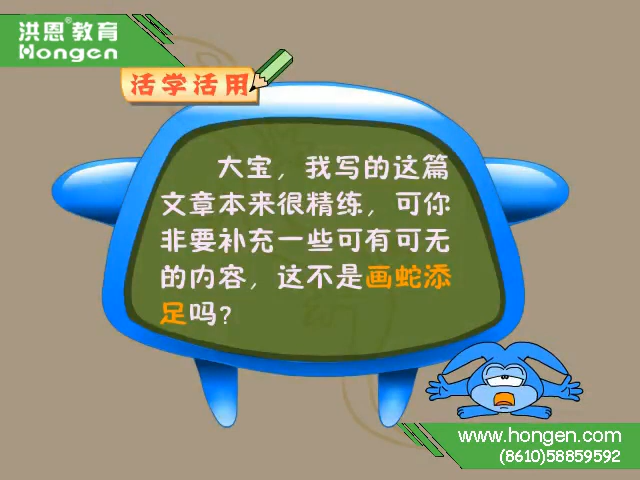 洪恩®教育
Hongen
活学活用
大宝，我写的这篇
文章本来很精练，可你
非要补充一些可有可无
的内容，这不是画蛇添
足吗？
www.hongen.com
(8610)58859592